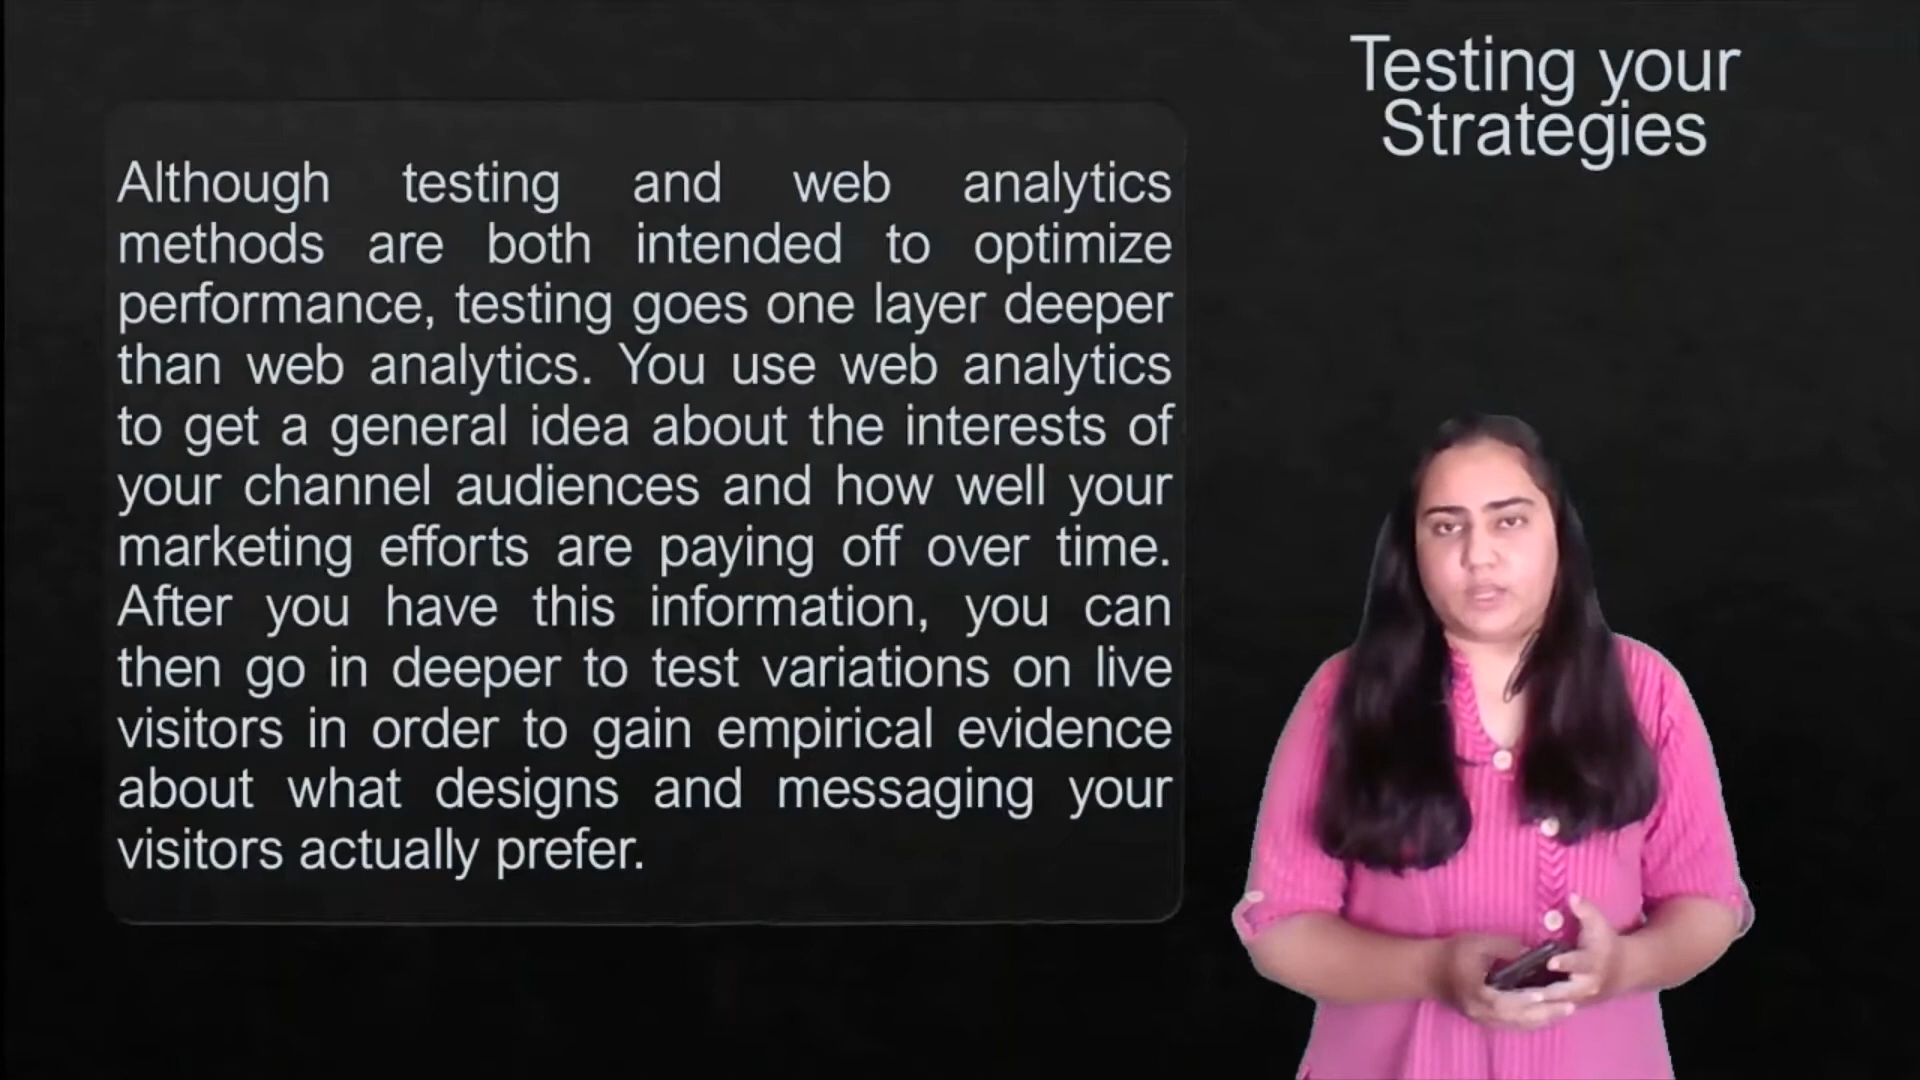 Testing your
Strategies
Although testing and web analytics
methods are both intended to optimize
performance, testing goes one layer deeper
than web analytics. You use web analytics
to get a general idea about the interests of
your channel audiences and how well your
marketing efforts are paying off over time.
After you have this information, you can
then go in deeper to test variations on live
visitors in order to gain empirical evidence
about what designs and messaging your
visitors actually prefer.